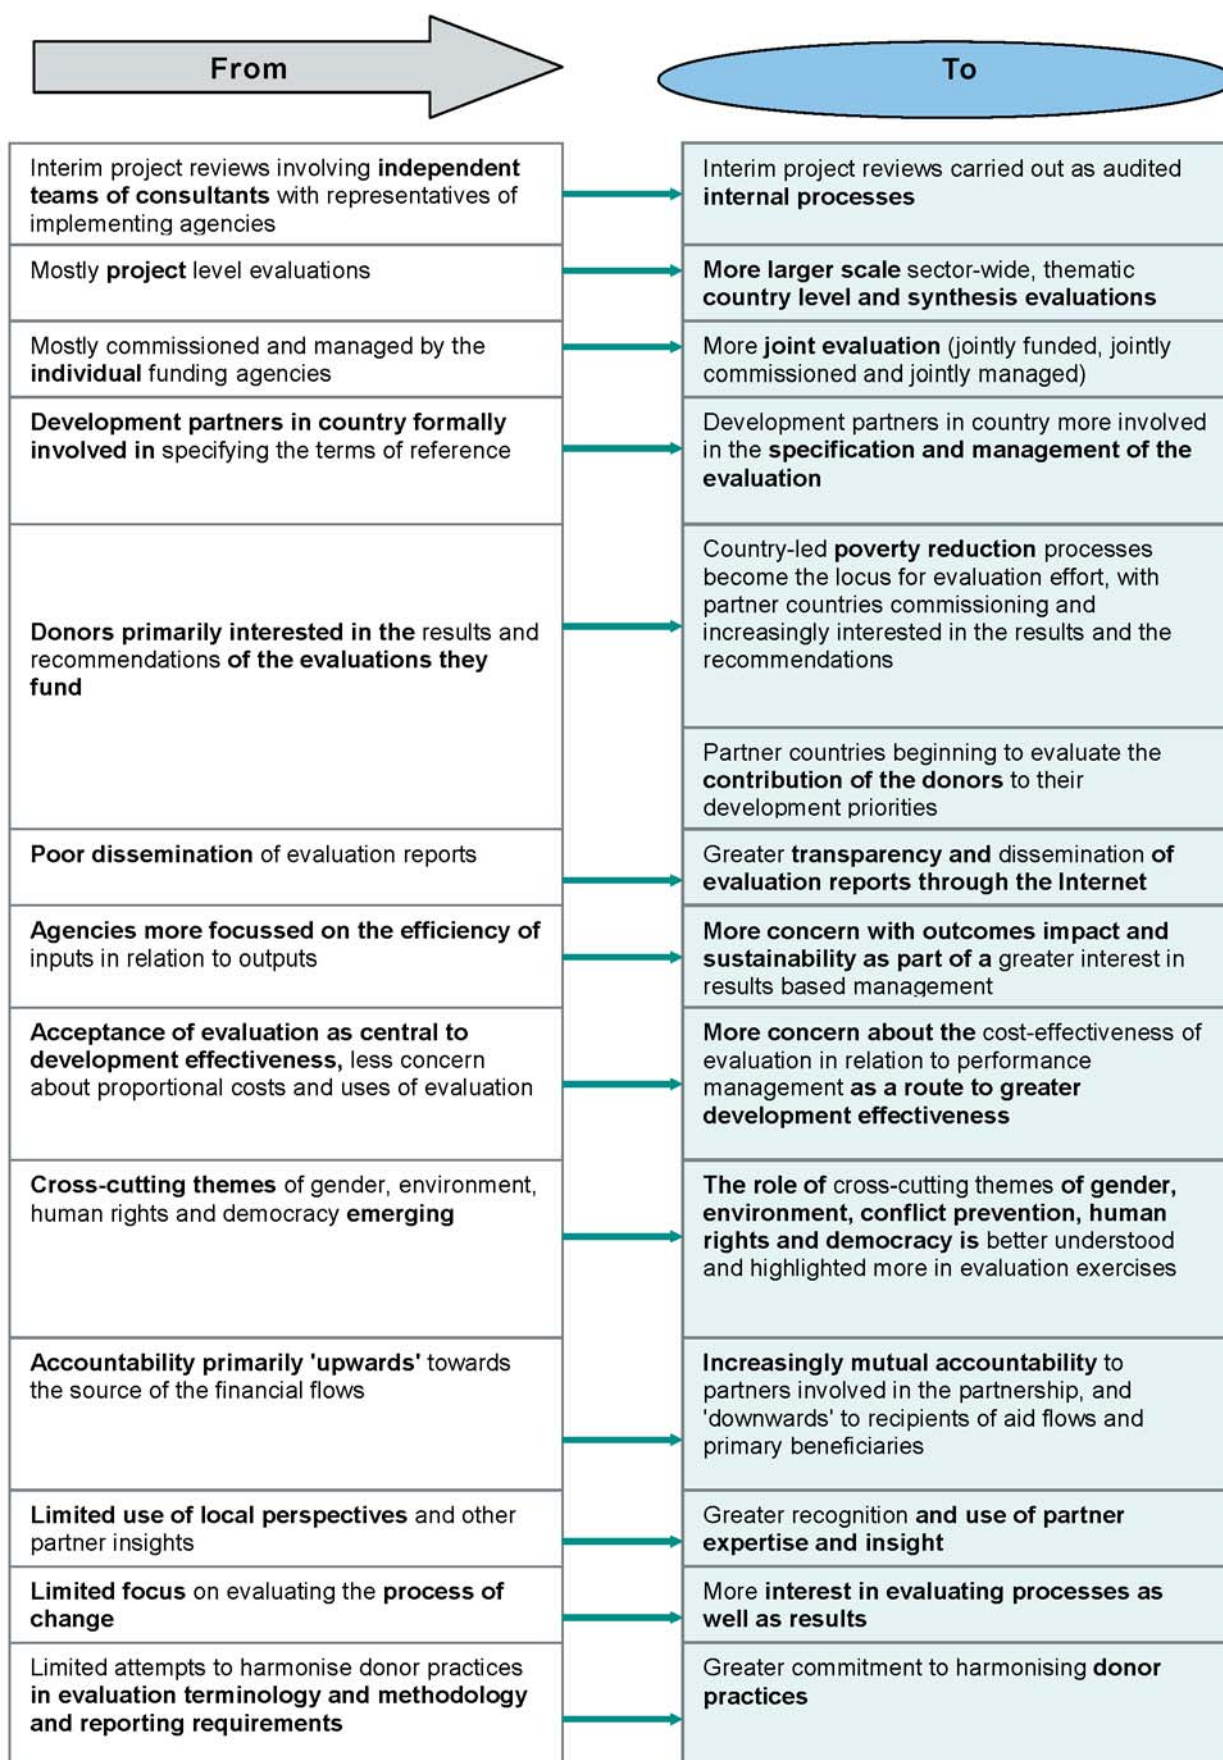 From
To
Interim project reviews involving independent
teams of consultants with representatives of
implementing agencies
Interim project reviews carried out as audited
internal processes
Mostly project level evaluations
More larger scale sector-wide, thematic
country level and synthesis evaluations
Mostly commissioned and managed by the
individual funding agencies
More joint evaluation (jointly funded, jointly
commissioned and jointly managed)
Development partners in country formally
involved in specifying the terms of reference
Development partners in country more involved
in the specification and management of the
evaluation
Donors primarily interested in the results and
recommendations of the evaluations they
fund
Country-led poverty reduction processes
become the locus for evaluation effort, with
partner countries commissioning and
increasingly interested in the results and the
recommendations
Partner countries beginning to evaluate the
contribution of the donors to their
development priorities
Poor dissemination of evaluation reports
Greater transparency and dissemination of
evaluation reports through the Internet
Agencies more focussed on the efficiency of
inputs in relation to outputs
More concern with outcomes impact and
sustainability as part of a greater interest in
results based management
Acceptance of evaluation as central to
development effectiveness, less concern
about proportional costs and uses of evaluation
More concern about the cost-effectiveness of
evaluation in relation to performance
management as a route to greater
development effectiveness
Cross-cutting themes of gender, environment,
human rights and democracy emerging
The role of cross-cutting themes of gender,
environment, conflict prevention, human
rights and democracy is better understood
and highlighted more in evaluation exercises
Accountability primarily 'upwards' towards
the source of the financial flows
Increasingly mutual accountability to
partners involved in the partnership, and
'downwards' to recipients of aid flows and
primary beneficiaries
Limited use of local perspectives and other
partner insights
Greater recognition and use of partner
expertise and insight
Limited focus on evaluating the process of
change
More interest in evaluating processes as
well as results
Limited attempts to harmonise donor practices
in evaluation terminology and methodology
and reporting requirements
Greater commitment to harmonising donor
practices